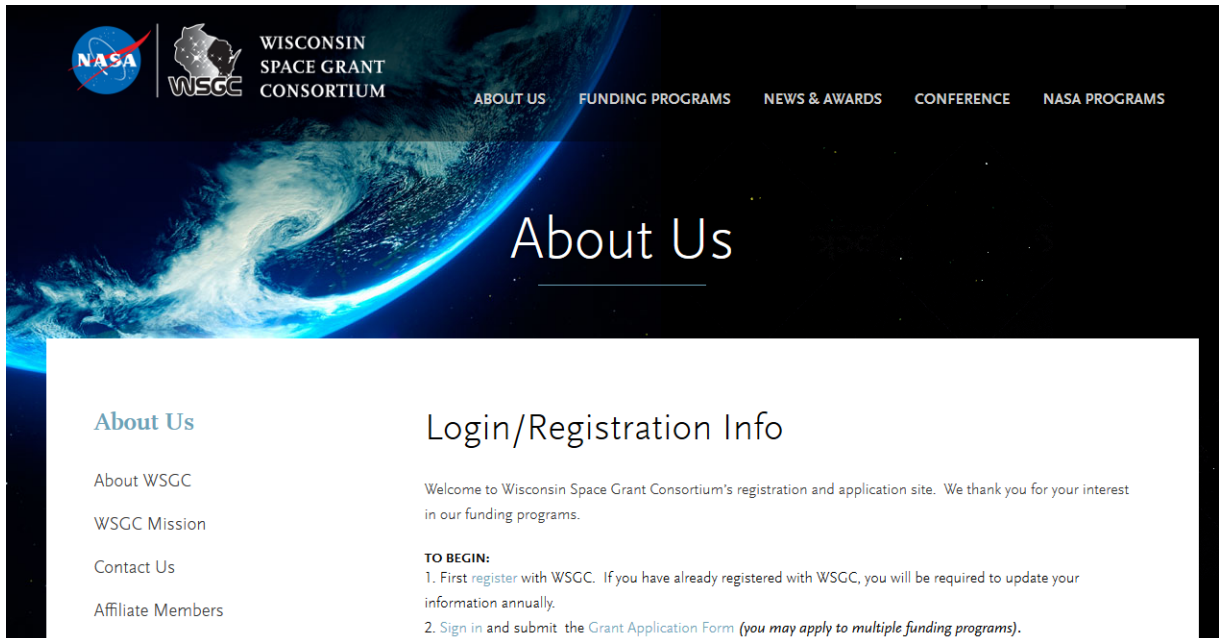 NASA
WSGC
WISCONSIN
SPACE GRANT
CONSORTIUM
ABOUT US FUNDING PROGRAMS NEWS & AWARDS CONFERENCE NASA PROGRAMS
About Us
About Us
About WSGC
WSGC Mission
Contact Us
Affiliate Members
Login/Registration Info
Welcome to Wisconsin Space Grant Consortium's registration and application site.  We thank you for your interest
in our funding programs.
TO BEGIN:
1. First register with WSGC.  If you have already registered with WSGC, you will be required to update your
information annually.
2. Sign in and submit  the Grant Application Form (you may apply to multiple funding programs).